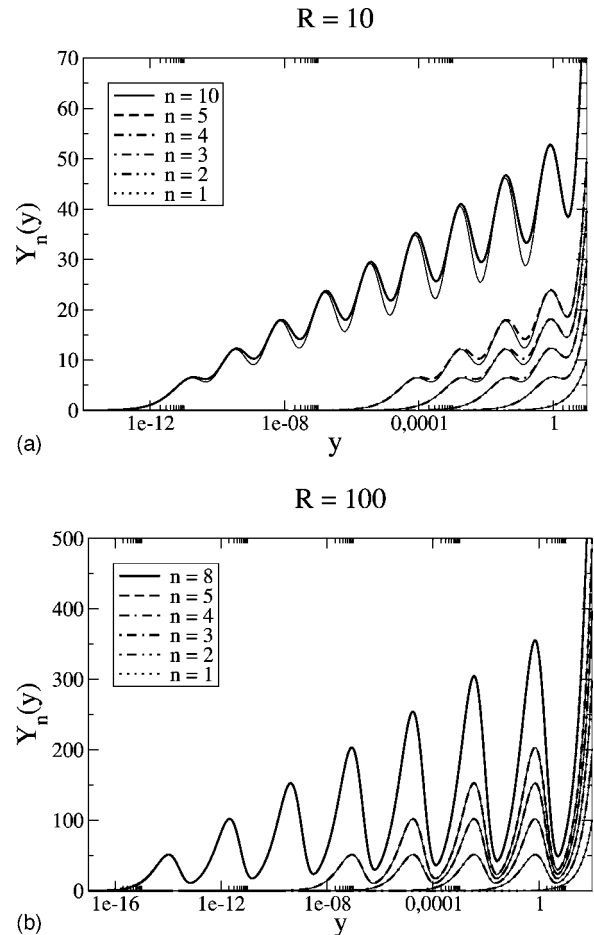 R = 10
70
60
50
40
30
20
10
0
Y_n(y)
n = 10
n = 5
n = 4
n = 3
n = 2
n = 1
1e-12
1e-08
0,0001
1
y
(a)
R = 100
500
400
300
200
100
0
Y_n(y)
n = 8
n = 5
n = 4
n = 3
n = 2
n = 1
1e-16
1e-12
1e-08
0,0001
1
y
(b)